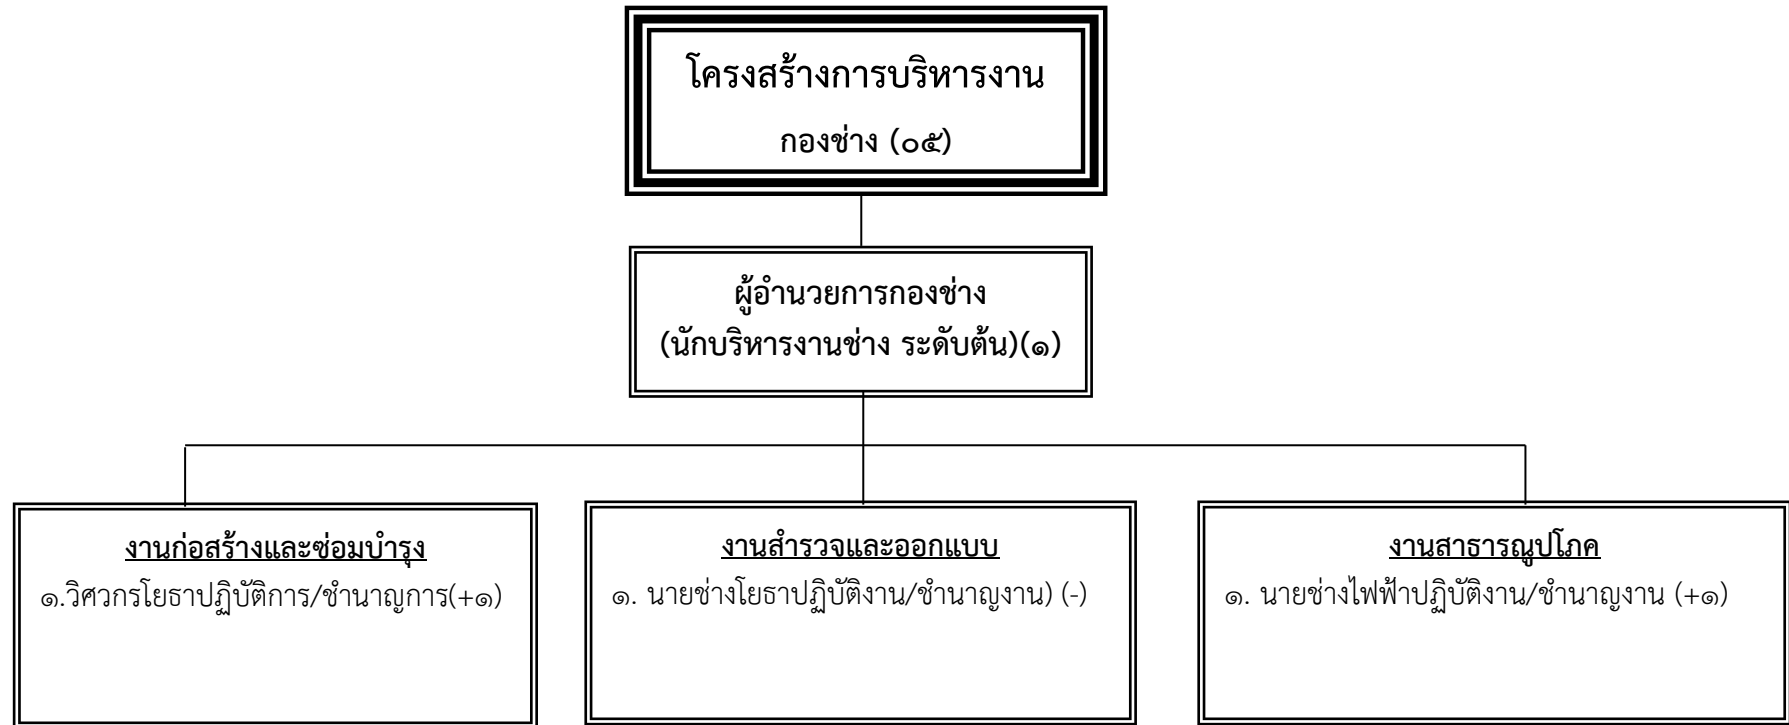 โครงสร้างการบริหารงาน
กองช่าง (๐๕)
ผู้อำนวยการกองช่าง
(นักบริหารงานช่าง ระดับต้น)(๑)
งานก่อสร้างและซ่อมบำรุง
๑.วิศวกรโยธาปฏิบัติการ/ชำนาญการ(+๑)
งานสำรวจและออกแบบ
๑. นายช่างโยธาปฏิบัติงาน/ชำนาญงาน) (-)
งานสาธารณูปโภค
๑. นายช่างไฟฟ้าปฏิบัติงาน/ชำนาญงาน (+๑)